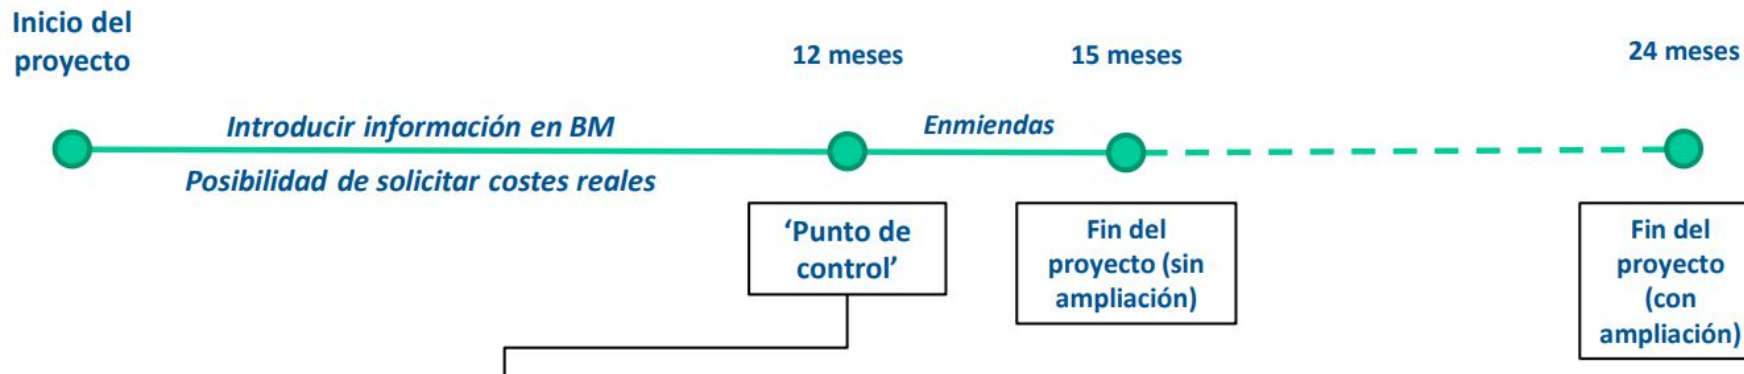 Inicio del
proyecto
12 meses
15 meses
24 meses
Introducir información en BM
Enmiendas
Posibilidad de solicitar costes reales
‘Punto de
control’
Fin del
proyecto (sin
ampliación)
Fin del
proyecto
(con
ampliación)